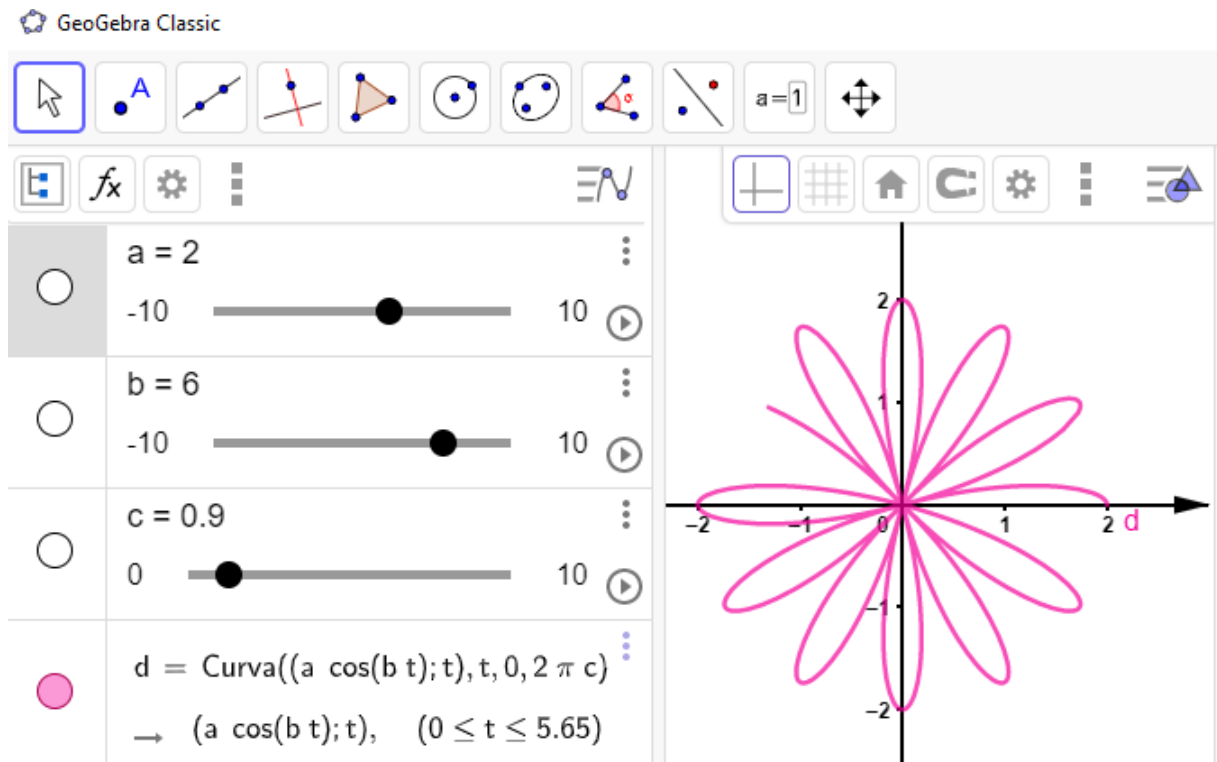 GeoGebra Classic
A
α
a=1
fx
a = 2
-10
10
b = 6
-10
10
c = 0.9
0
10
d = Curva((a cos(b t); t), t, 0, 2 π c)
→ (a cos(b t); t), (0 ≤ t ≤ 5.65)
2
1
−2
−1
0
1
2
d
−1
−2